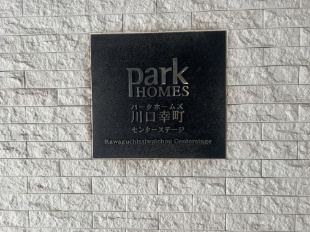 park
HOMES
パークホームズ
川口幸町
センターステージ
Kawaguchisaiwaichou Centerstage